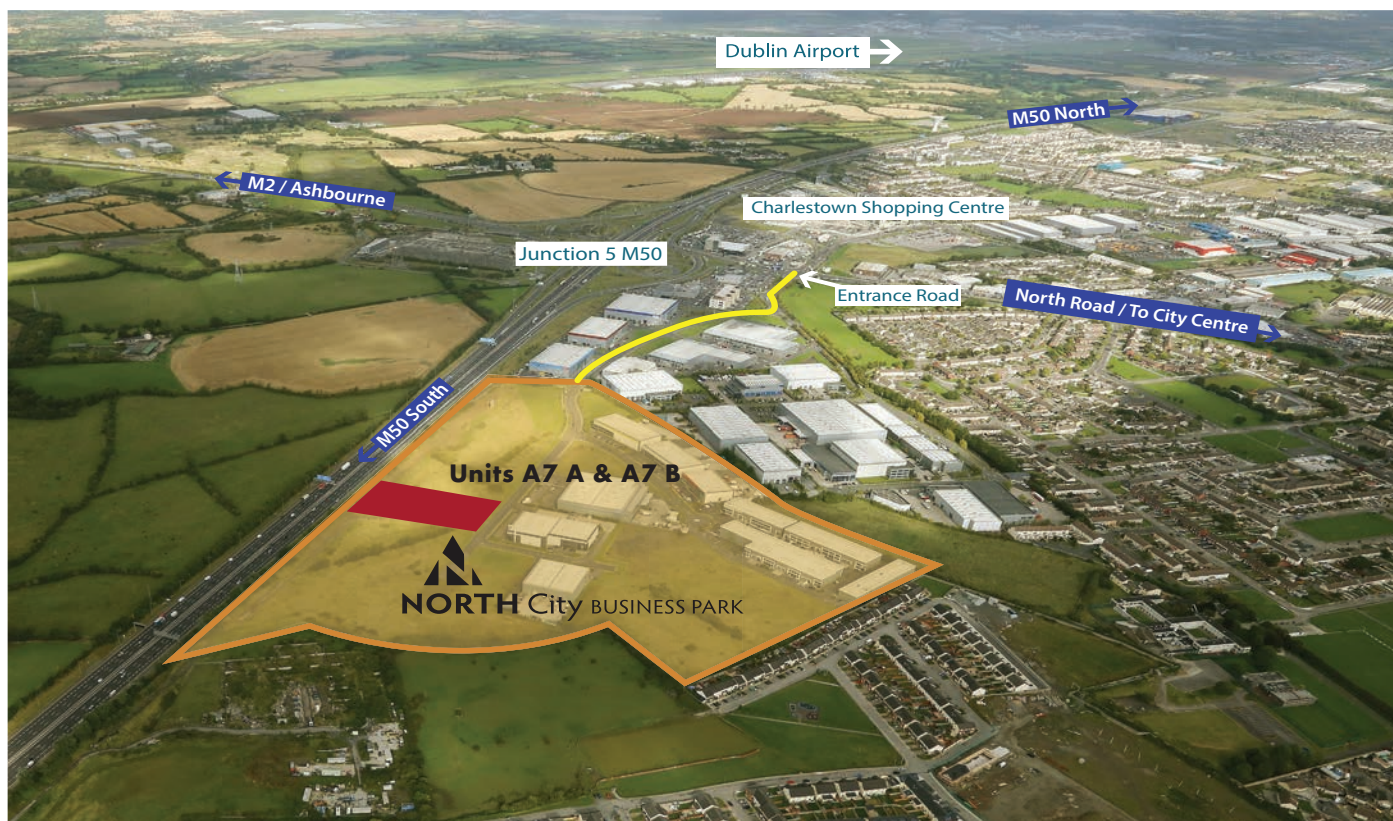 Dublin Airport
M50 North
M2 / Ashbourne
Charlestown Shopping Centre
Junction 5 M50
Entrance Road
North Road / To City Centre
M50 South
Units A7 A & A7 B
NORTH City BUSINESS PARK